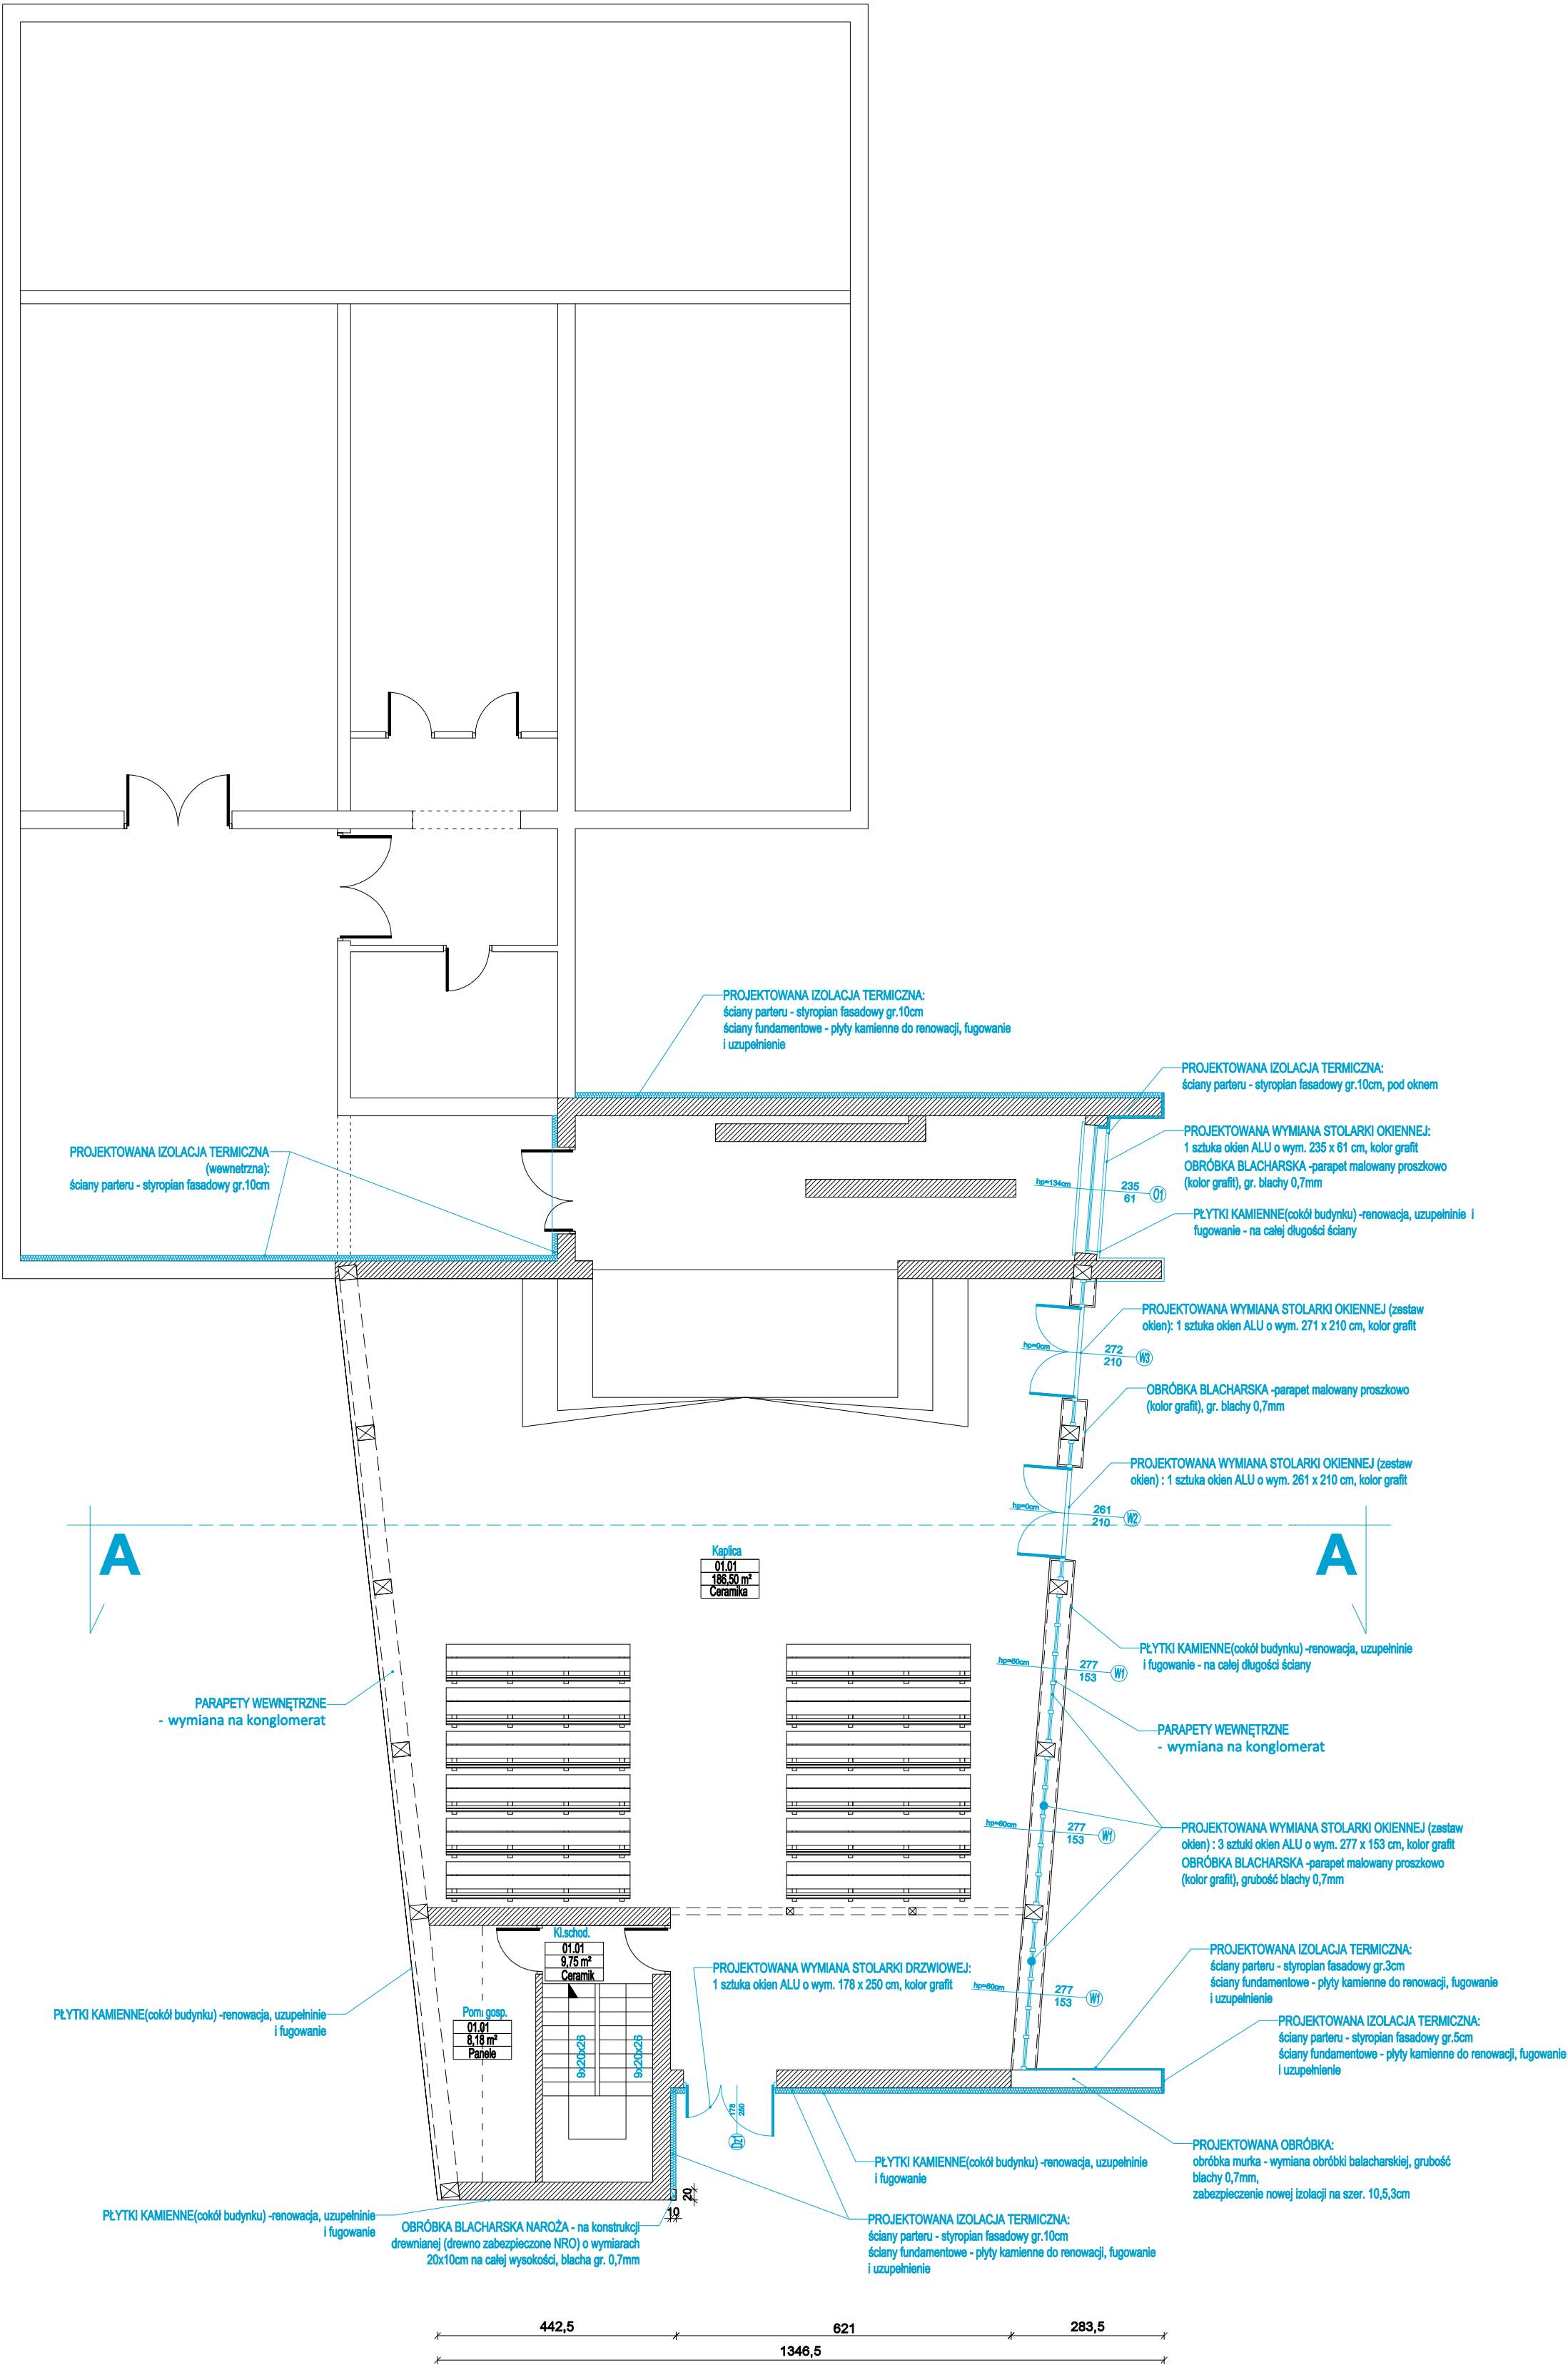 PROJEKTOWANA IZOLACJA TERMICZNA:
ściany parteru - styropian fasadowy gr.10cm
ściany fundamentowe - płyty kamienne do renowacji, fugowanie
i uzupełnienie
PROJEKTOWANA IZOLACJA TERMICZNA:
ściany parteru - styropian fasadowy gr.10cm, pod oknem
PROJEKTOWANA WYMIANA STOLARKI OKIENNEJ:
1 sztuka okien ALU o wym. 235 x 61 cm, kolor grafit
OBRÓBKA BLACHARSKA -parapet malowany proszkowo
(kolor grafit), gr. blachy 0,7mm
PROJEKTOWANA IZOLACJA TERMICZNA
(wewnetrzna):
ściany parteru - styropian fasadowy gr.10cm
hp=134cm
235
61
O1
PŁYTKI KAMIENNE(cokół budynku) -renowacja, uzupełninie i
fugowanie - na całej długości ściany
PROJEKTOWANA WYMIANA STOLARKI OKIENNEJ (zestaw
okien): 1 sztuka okien ALU o wym. 271 x 210 cm, kolor grafit
hp=0cm
272
210
W3
OBRÓBKA BLACHARSKA -parapet malowany proszkowo
(kolor grafit), gr. blachy 0,7mm
PROJEKTOWANA WYMIANA STOLARKI OKIENNEJ (zestaw
okien) : 1 sztuka okien ALU o wym. 261 x 210 cm, kolor grafit
hp=0cm
261
210
W2
A
A
Kaplica
01.01
186,50 m²
Ceramika
PŁYTKI KAMIENNE(cokół budynku) -renowacja, uzupełninie
i fugowanie - na całej długości ściany
hp=60cm
277
153
W1
PARAPETY WEWNĘTRZNE
- wymiana na konglomerat
PARAPETY WEWNĘTRZNE
- wymiana na konglomerat
hp=60cm
277
153
W1
PROJEKTOWANA WYMIANA STOLARKI OKIENNEJ (zestaw
okien) : 3 sztuki okien ALU o wym. 277 x 153 cm, kolor grafit
OBRÓBKA BLACHARSKA -parapet malowany proszkowo
(kolor grafit), grubość blachy 0,7mm
Kl.schod.
01.01
9,75 m²
Ceramik
PROJEKTOWANA WYMIANA STOLARKI DRZWIOWEJ:
1 sztuka okien ALU o wym. 178 x 250 cm, kolor grafit
hp=60cm
277
153
W1
PROJEKTOWANA IZOLACJA TERMICZNA:
ściany parteru - styropian fasadowy gr.3cm
ściany fundamentowe - płyty kamienne do renowacji, fugowanie
i uzupełnienie
PŁYTKI KAMIENNE(cokół budynku) -renowacja, uzupełninie
i fugowanie
Pom. gosp.
01.01
8,18 m²
Panele
9x20x26
9x20x26
PROJEKTOWANA IZOLACJA TERMICZNA:
ściany parteru - styropian fasadowy gr.5cm
ściany fundamentowe - płyty kamienne do renowacji, fugowanie
i uzupełnienie
178
250
DZ1
PROJEKTOWANA OBRÓBKA:
obróbka murka - wymiana obróbki balacharskiej, grubość
blachy 0,7mm,
zabezpieczenie nowej izolacji na szer. 10,5,3cm
PŁYTKI KAMIENNE(cokół budynku) -renowacja, uzupełninie
i fugowanie
20
10
PŁYTKI KAMIENNE(cokół budynku) -renowacja, uzupełninie
i fugowanie
OBRÓBKA BLACHARSKA NAROŻA - na konstrukcji
drewnianej (drewno zabezpieczone NRO) o wymiarach
20x10cm na całej wysokości, blacha gr. 0,7mm
PROJEKTOWANA IZOLACJA TERMICZNA:
ściany parteru - styropian fasadowy gr.10cm
ściany fundamentowe - płyty kamienne do renowacji, fugowanie
i uzupełnienie
442,5
621
283,5
1346,5